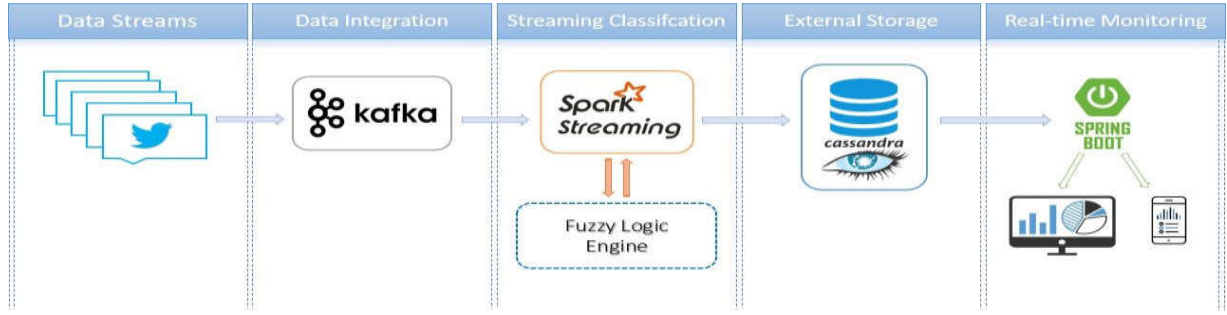 Data Streams
Data Integration
Streaming Classifcation
External Storage
Real-time Monitoring
kafka
Spark
Streaming
cassandra
SPRING
BOOT
Fuzzy Logic
Engine